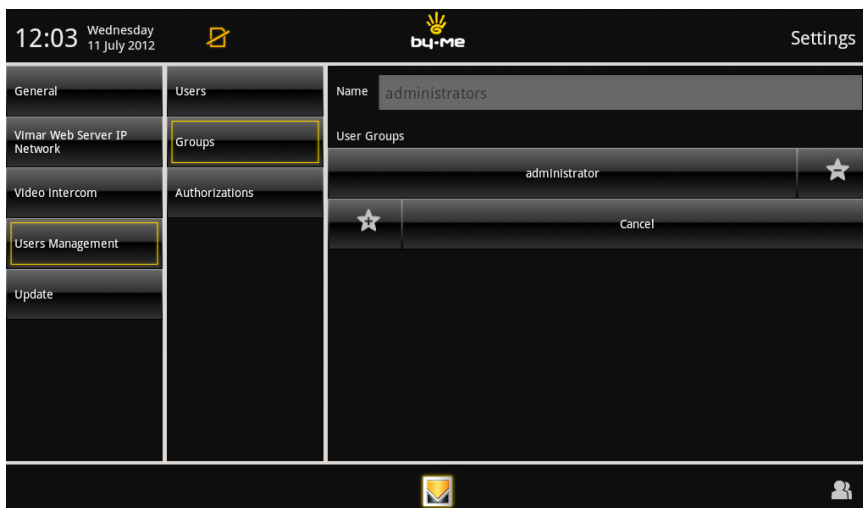 12:03 Wednesday
11 July 2012
by-me
Settings
General
Vimar Web Server IP
Network
Video Intercom
Users Management
Update
Users
Groups
Authorizations
Name administrators
User Groups
administrator
Cancel